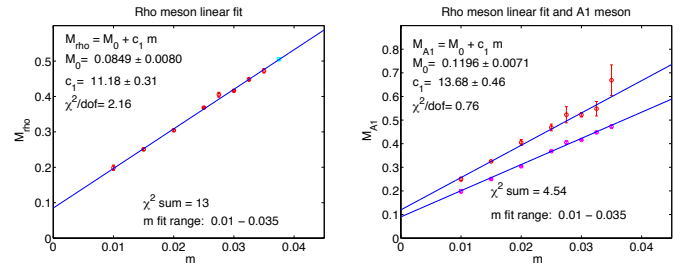 Rho meson linear fit
M_rho = M_0 + c_1 m
M_0= 0.0849 ± 0.0080
c_1= 11.18 ± 0.31
χ²/dof= 2.16
χ² sum = 13
m fit range: 0.01 − 0.035
M_rho
0.5
0.4
0.3
0.2
0.1
0
0 0.01 0.02 0.03 0.04
m
Rho meson linear fit and A1 meson
M_A1 = M_0 + c_1 m
M_0= 0.1196 ± 0.0071
c_1= 13.68 ± 0.46
χ²/dof= 0.76
χ² sum = 4.54
m fit range: 0.01 − 0.035
M_A1
0.8
0.7
0.6
0.5
0.4
0.3
0.2
0.1
0
0 0.01 0.02 0.03 0.04
m